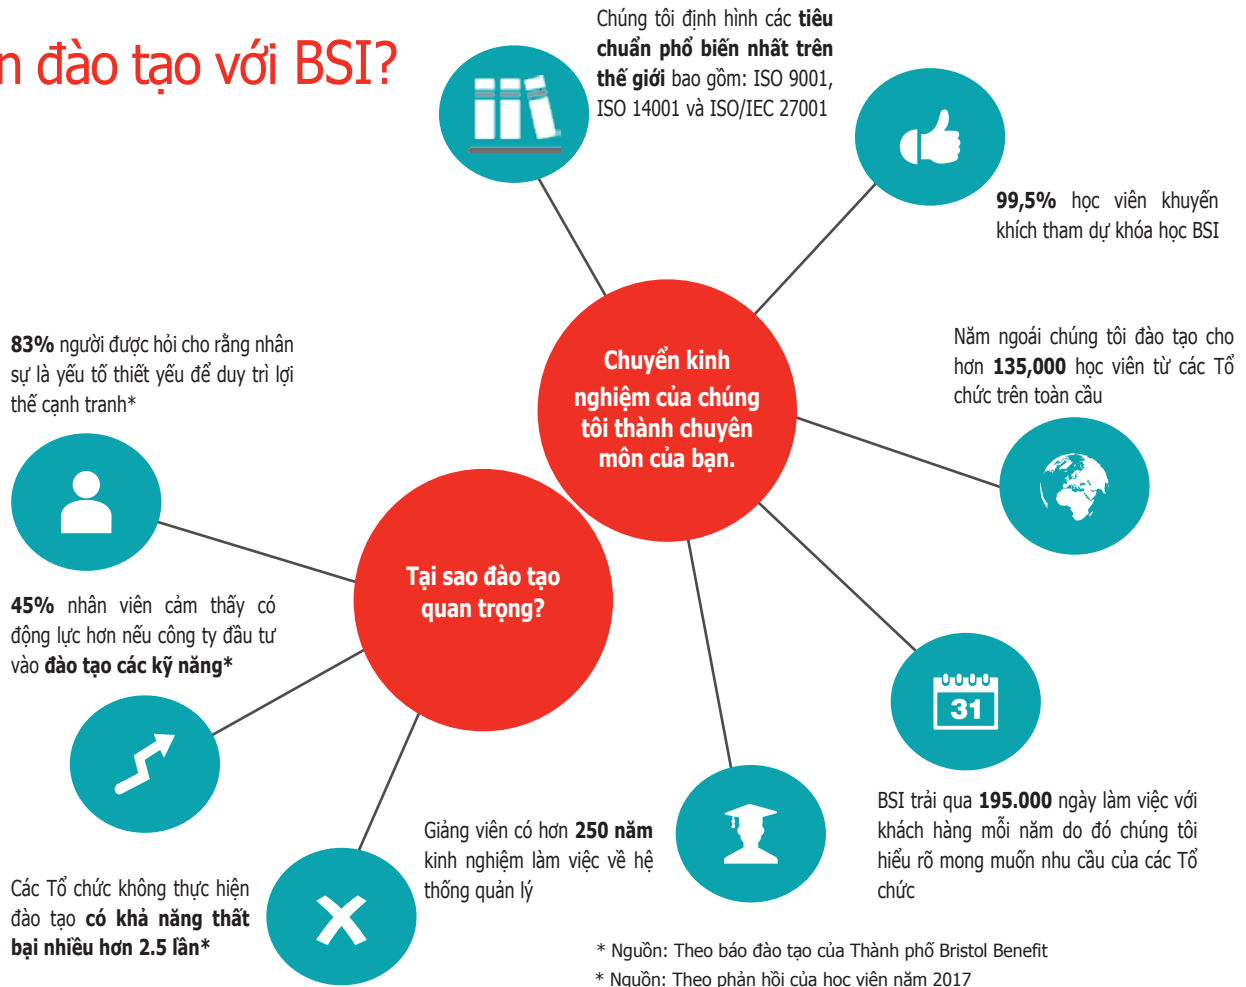 n đào tạo với BSI?
Chúng tôi định hình các tiêu
chuẩn phổ biến nhất trên
thế giới bao gồm: ISO 9001,
ISO 14001 và ISO/IEC 27001
99,5% học viên khuyến
khích tham dự khóa học BSI
Năm ngoái chúng tôi đào tạo cho
hơn 135,000 học viên từ các Tổ
chức trên toàn cầu
83% người được hỏi cho rằng nhân
sự là yếu tố thiết yếu để duy trì lợi
thế cạnh tranh*
Chuyển kinh
nghiệm của chúng
tôi thành chuyên
môn của bạn.
Tại sao đào tạo
quan trọng?
45% nhân viên cảm thấy có
động lực hơn nếu công ty đầu tư
vào đào tạo các kỹ năng*
31
BSI trải qua 195.000 ngày làm việc với
khách hàng mỗi năm do đó chúng tôi
hiểu rõ mong muốn nhu cầu của các Tổ
chức
Giảng viên có hơn 250 năm
kinh nghiệm làm việc về hệ
thống quản lý
Các Tổ chức không thực hiện
đào tạo có khả năng thất
bại nhiều hơn 2.5 lần*
* Nguồn: Theo báo đào tạo của Thành phố Bristol Benefit
* Nguồn: Theo phản hồi của học viên năm 2017